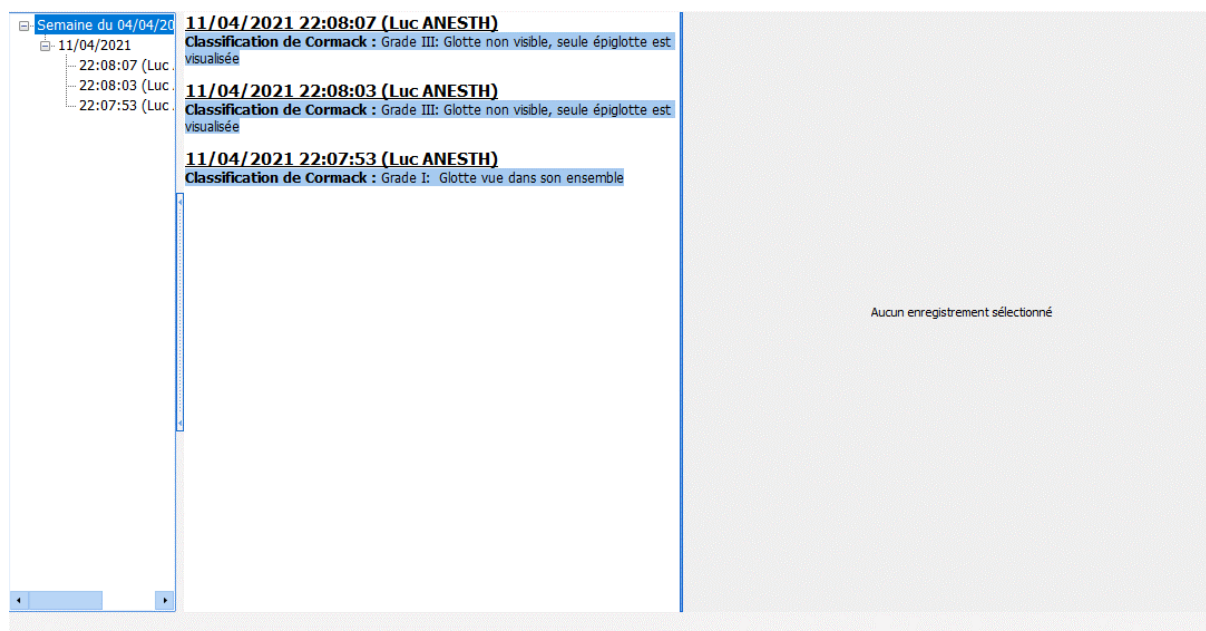 Semaine du 04/04/20
11/04/2021
22:08:07 (Luc
22:08:03 (Luc
22:07:53 (Luc
11/04/2021 22:08:07 (Luc ANESTH)
Classification de Cormack : Grade III: Glotte non visible, seule épiglotte est
visualisée
11/04/2021 22:08:03 (Luc ANESTH)
Classification de Cormack : Grade III: Glotte non visible, seule épiglotte est
visualisée
11/04/2021 22:07:53 (Luc ANESTH)
Classification de Cormack : Grade I: Glotte vue dans son ensemble
Aucun enregistrement sélectionné